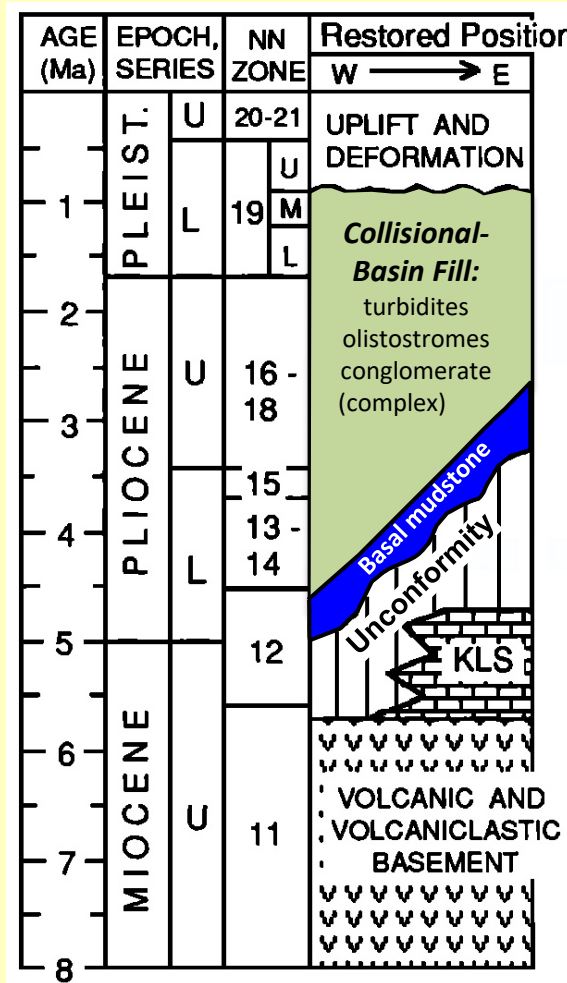 AGE
(Ma)
EPOCH,
SERIES
NN
ZONE
Restored Position
W E
PLEIST.
U
L
20-21
19
U
M
L
PLIOCENE
U
L
16 -
18
15
13 -
14
12
MIOCENE
U
11
1
2
3
4
5
6
7
8
UPLIFT AND
DEFORMATION
Collisional-
Basin Fill:
turbidites
olistostromes
conglomerate
(complex)
Basal mudstone
Unconformity
KLS
VOLCANIC AND
VOLCANICLASTIC
BASEMENT